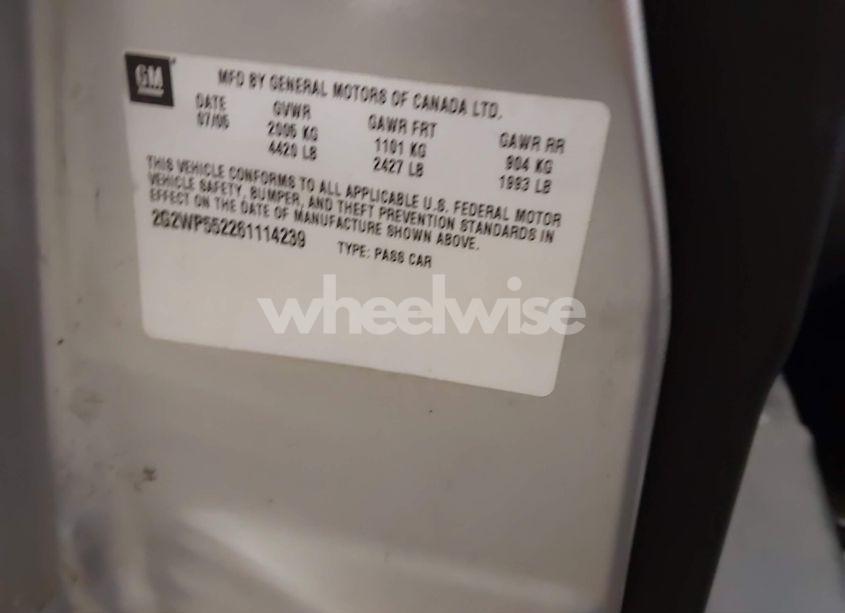 GM
MFD BY GENERAL MOTORS OF CANADA LTD.
DATE GVWR GAWR FRT GAWR RR
07/05 2005 KG 1101 KG 904 KG
4420 LB 2427 LB 1993 LB
THIS VEHICLE CONFORMS TO ALL APPLICABLE U.S. FEDERAL MOTOR
VEHICLE SAFETY, BUMPER, AND THEFT PREVENTION STANDARDS IN
EFFECT ON THE DATE OF MANUFACTURE SHOWN ABOVE.
2G2WP552261114239 TYPE: PASS CAR
wheelwise